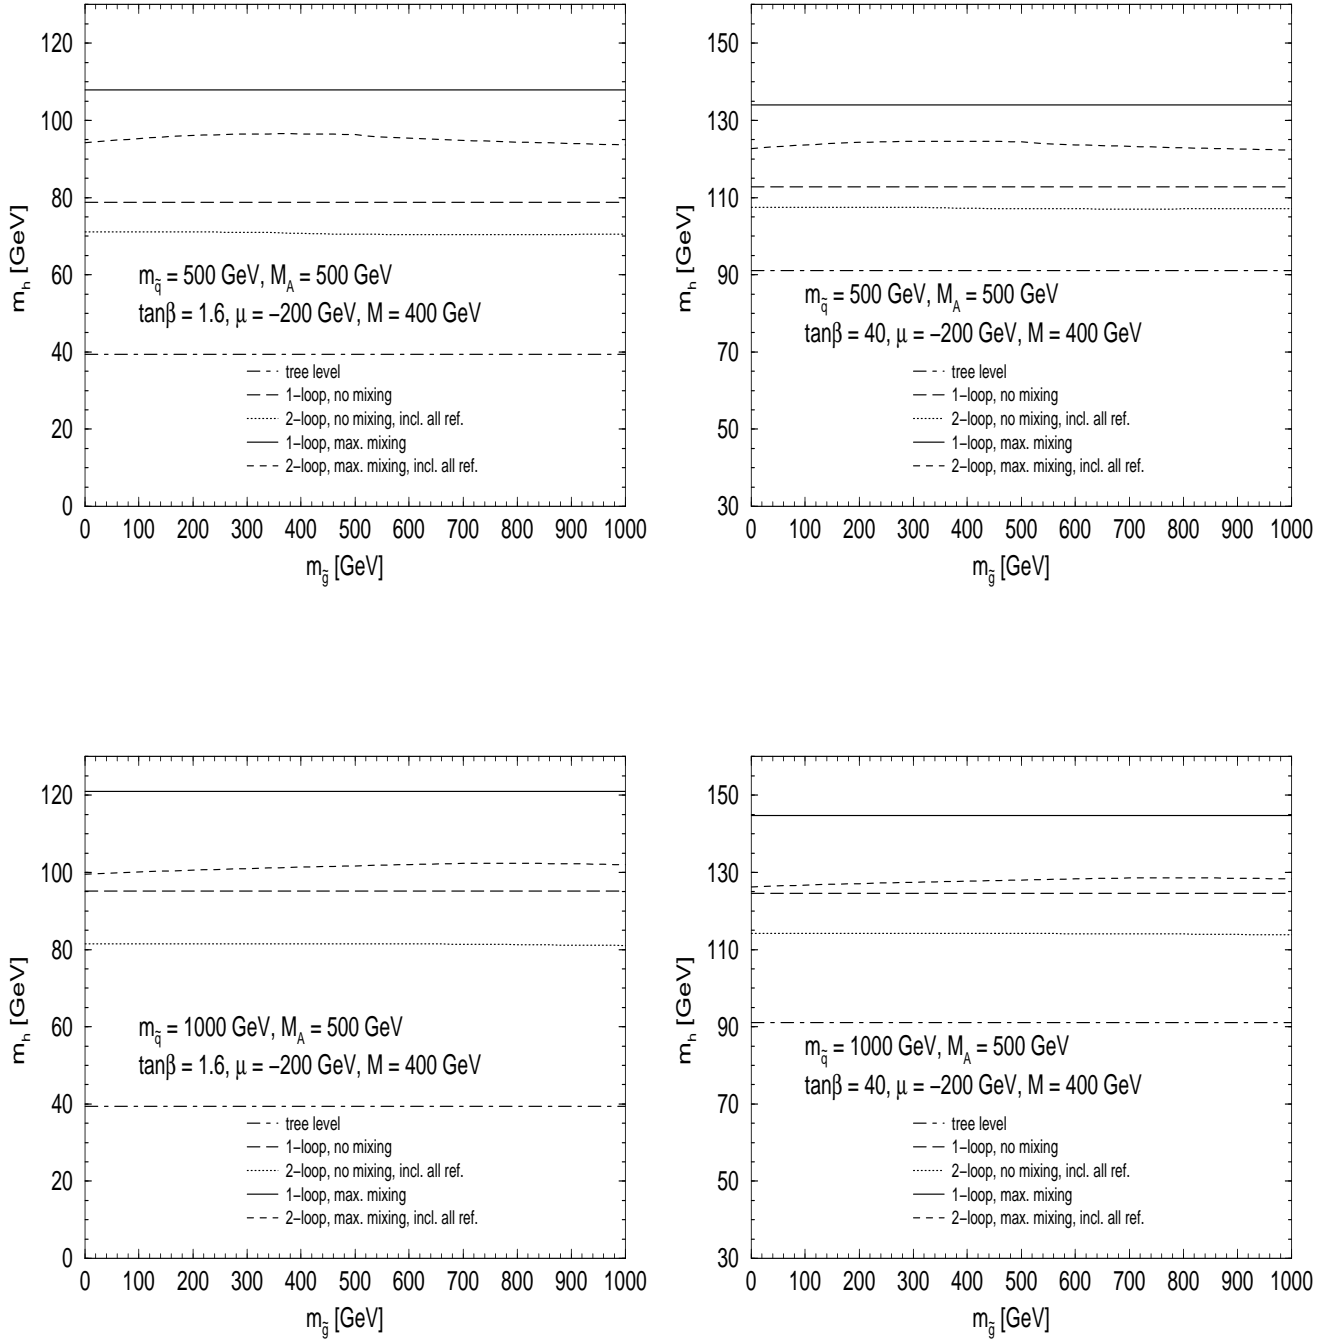 120
100
80
60
40
20
0
m_h [GeV]
m_q̃ = 500 GeV, M_A = 500 GeV
tanβ = 1.6, μ = −200 GeV, M = 400 GeV
tree level
1−loop, no mixing
2−loop, no mixing, incl. all ref.
1−loop, max. mixing
2−loop, max. mixing, incl. all ref.
0 100 200 300 400 500 600 700 800 900 1000
m_g̃ [GeV]
150
130
110
90
70
50
30
m_h [GeV]
m_q̃ = 500 GeV, M_A = 500 GeV
tanβ = 40, μ = −200 GeV, M = 400 GeV
tree level
1−loop, no mixing
2−loop, no mixing, incl. all ref.
1−loop, max. mixing
2−loop, max. mixing, incl. all ref.
0 100 200 300 400 500 600 700 800 900 1000
m_g̃ [GeV]
120
100
80
60
40
20
0
m_h [GeV]
m_q̃ = 1000 GeV, M_A = 500 GeV
tanβ = 1.6, μ = −200 GeV, M = 400 GeV
tree level
1−loop, no mixing
2−loop, no mixing, incl. all ref.
1−loop, max. mixing
2−loop, max. mixing, incl. all ref.
0 100 200 300 400 500 600 700 800 900 1000
m_g̃ [GeV]
150
130
110
90
70
50
30
m_h [GeV]
m_q̃ = 1000 GeV, M_A = 500 GeV
tanβ = 40, μ = −200 GeV, M = 400 GeV
tree level
1−loop, no mixing
2−loop, no mixing, incl. all ref.
1−loop, max. mixing
2−loop, max. mixing, incl. all ref.
0 100 200 300 400 500 600 700 800 900 1000
m_g̃ [GeV]